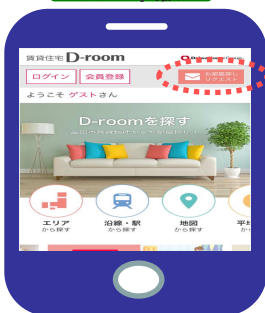 賃貸住宅 D-room
ログイン 会員登録
お部屋探し
リクエスト
ようこそ ゲストさん
D-roomを探す
エリア
から探す
沿線・駅
から探す
地図
から探す